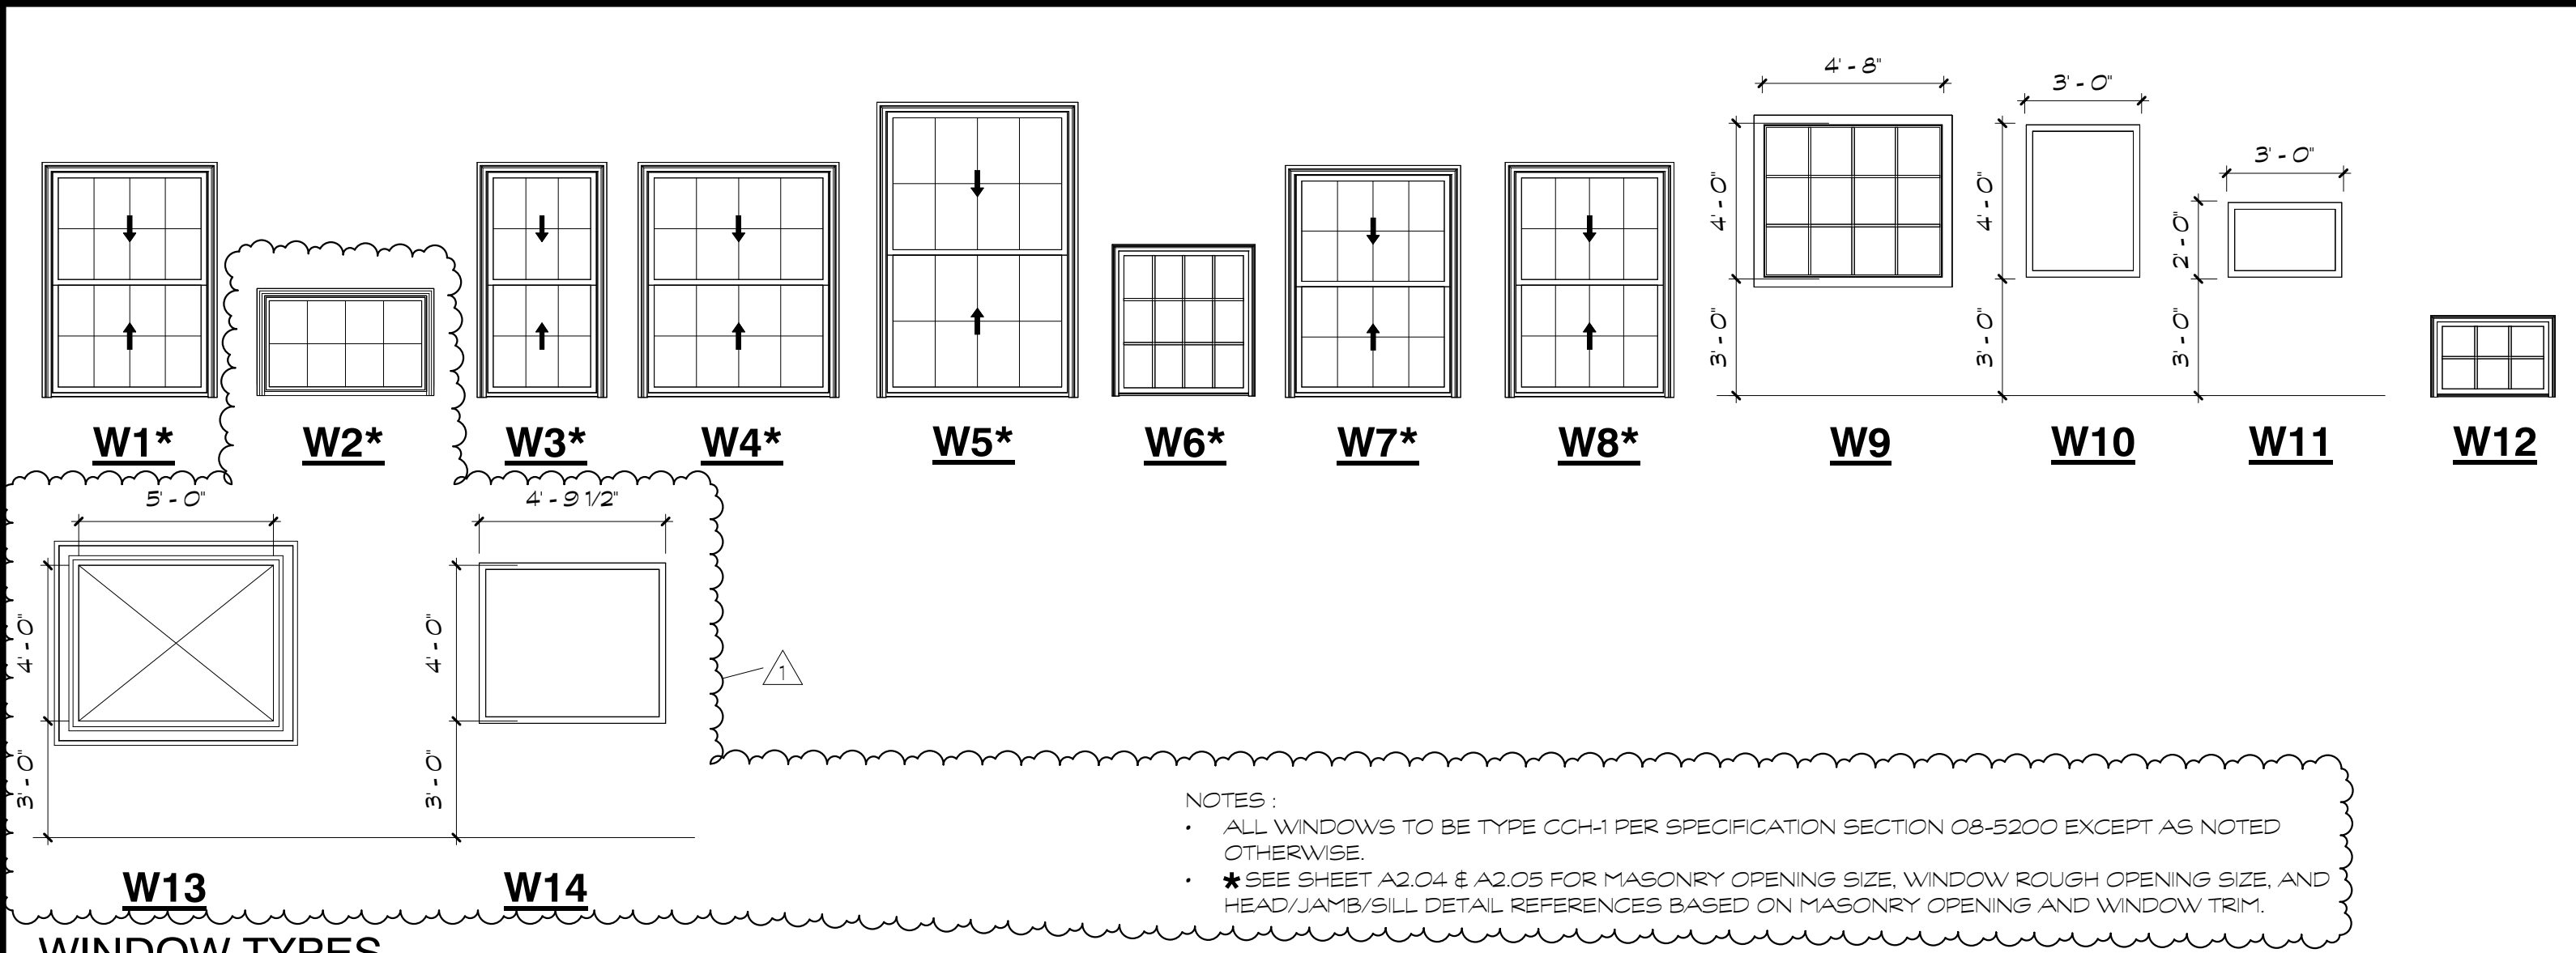 4' - 8"
3' - 0"
3' - 0"
4' - 0"
4' - 0"
2' - 0"
3' - 0"
3' - 0"
3' - 0"
W1* W2* W3* W4* W5* W6* W7* W8* W9 W10 W11 W12
5' - 0" 4' - 9 1/2"
4' - 0" 4' - 0"
1
3' - 0" 3' - 0"
W13 W14
NOTES :
• ALL WINDOWS TO BE TYPE CCH-1 PER SPECIFICATION SECTION 08-5200 EXCEPT AS NOTED
OTHERWISE.
• * SEE SHEET A2.04 & A2.05 FOR MASONRY OPENING SIZE, WINDOW ROUGH OPENING SIZE, AND
HEAD/JAMB/SILL DETAIL REFERENCES BASED ON MASONRY OPENING AND WINDOW TRIM.
WINDOW TYPES